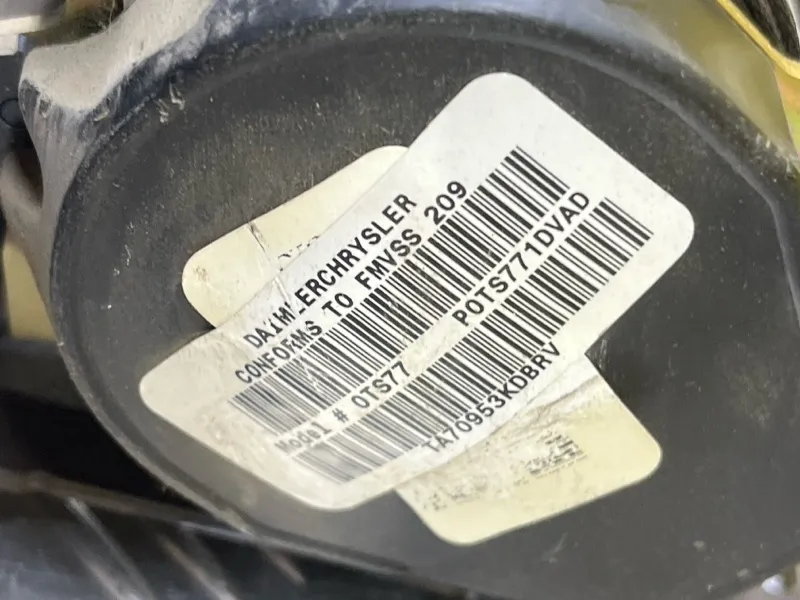 DAIMLERCHRYSLER
CONFORMS TO FMVSS 209
Model # 0TS77 P0TS771DVAD
TA70953KDBRV